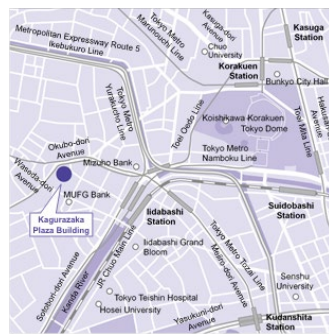 Metropolitan Expressway Route 5
Ikebukuro Line
Tokyo Metro
Marunouchi Line
Kasuga-dori
Avenue
Chuo
University
Kasuga
Station
Korakuen
Station
Bunkyo City Hall
Tokyo Metro
Yurakucho Line
Toei Oedo Line
Koishikawa Korakuen
Tokyo Dome
Toei Mita Line
Hakusan
Avenue
Okubo-dori
Avenue
Mizuho Bank
Tokyo Metro
Namboku Line
Waseda-dori
Avenue
MUFG Bank
Kagurazaka
Plaza Building
Iidabashi
Station
Suidobashi
Station
Iidabashi Grand
Bloom
Sotobori-dori Avenue
Kanda River
JR Chuo Main Line
Tokyo Metro Tozai Line
Mejiro-dori Avenue
Tokyo Teishin Hospital
Hosei University
Senshu
University
Yasukuni-dori
Avenue
Kudanshita
Station